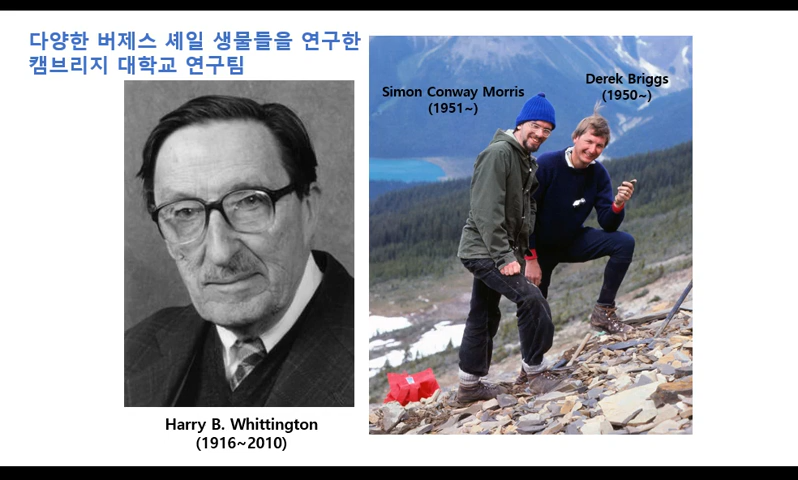 다양한 버제스 셰일 생물들을 연구한
캠브리지 대학교 연구팀
Simon Conway Morris
(1951~)
Derek Briggs
(1950~)
Harry B. Whittington
(1916~2010)